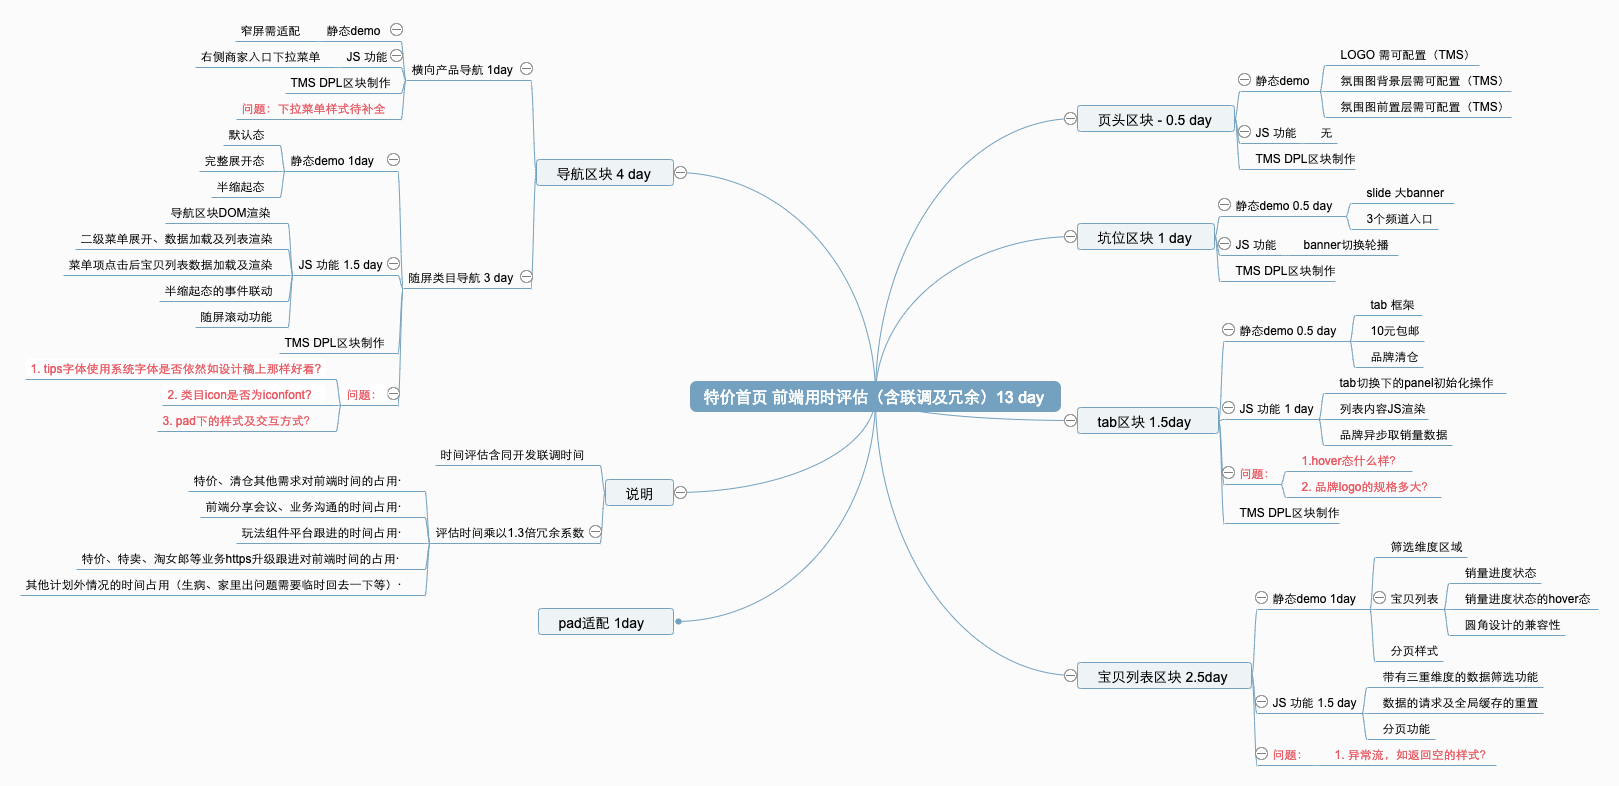 特价首页 前端用时评估（含联调及冗余）13 day
页头区块 - 0.5 day
静态demo
LOGO 需可配置（TMS）
氛围图背景层需可配置（TMS）
氛围图前置层需可配置（TMS）
JS 功能
无
TMS DPL区块制作
坑位区块 1 day
静态demo 0.5 day
slide 大banner
3个频道入口
JS 功能
banner切换轮播
TMS DPL区块制作
tab区块 1.5day
静态demo 0.5 day
tab 框架
10元包邮
品牌清仓
JS 功能 1 day
tab切换下的panel初始化操作
列表内容JS渲染
品牌异步取销量数据
问题：
1.hover态什么样？
2. 品牌logo的规格多大？
TMS DPL区块制作
宝贝列表区块 2.5day
静态demo 1day
筛选维度区域
宝贝列表
销量进度状态
销量进度状态的hover态
圆角设计的兼容性
分页样式
JS 功能 1.5 day
带有三重维度的数据筛选功能
数据的请求及全局缓存的重置
分页功能
问题：
1. 异常流，如返回空的样式？
导航区块 4 day
横向产品导航 1day
静态demo
窄屏需适配
JS 功能
右侧商家入口下拉菜单
TMS DPL区块制作
问题：下拉菜单样式待补全
随屏类目导航 3 day
静态demo 1day
默认态
完整展开态
半缩起态
JS 功能 1.5 day
导航区块DOM渲染
二级菜单展开、数据加载及列表渲染
菜单项点击后宝贝列表数据加载及渲染
半缩起态的事件联动
随屏滚动功能
TMS DPL区块制作
问题：
1. tips字体使用系统字体是否依然如设计稿上那样好看？
2. 类目icon是否为iconfont？
3. pad下的样式及交互方式？
说明
时间评估含同开发联调时间
评估时间乘以1.3倍冗余系数
特价、清仓其他需求对前端时间的占用·
前端分享会议、业务沟通的时间占用·
玩法组件平台跟进的时间占用·
特价、特卖、淘女郎等业务https升级跟进对前端时间的占用·
其他计划外情况的时间占用（生病、家里出问题需要临时回去一下等）·
pad适配 1day